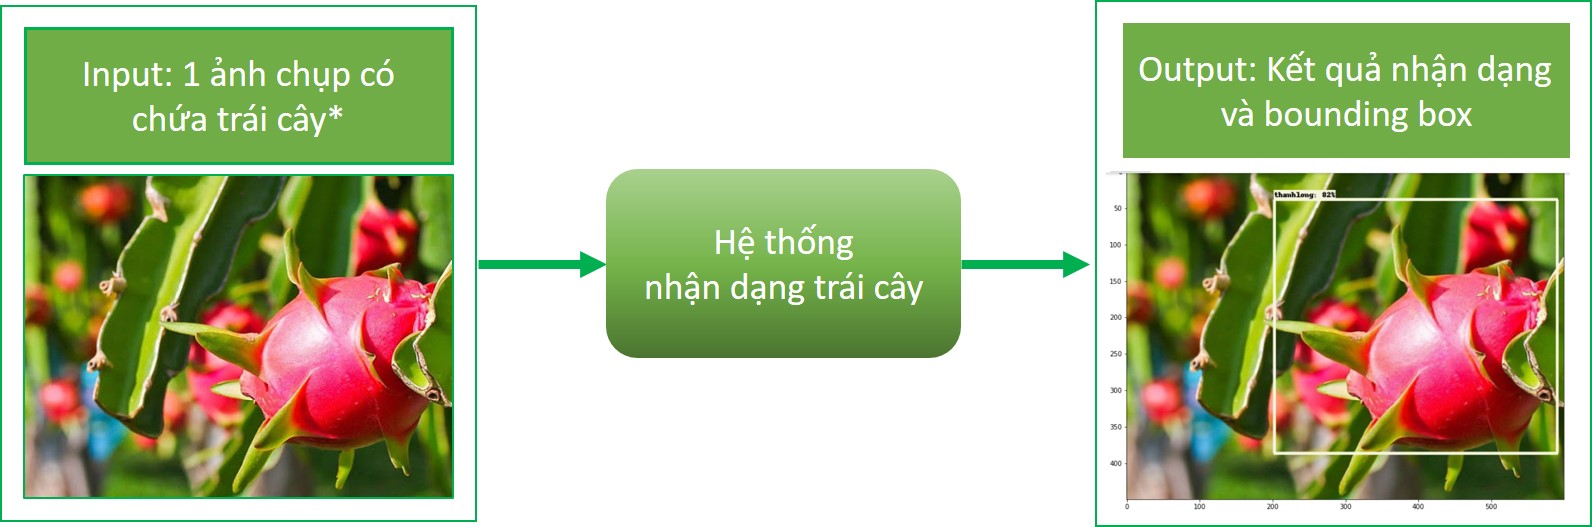 Input: 1 ảnh chụp có
chứa trái cây*
Hệ thống
nhận dạng trái cây
Output: Kết quả nhận dạng
và bounding box
thanhlong: 82%
50
100
150
200
250
300
350
400
0 100 200 300 400 500